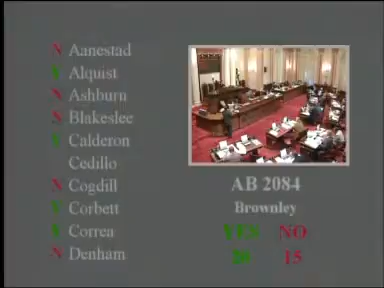 N Aanestad
Y Alquist
N Ashburn
N Blakeslee
Y Calderon
Cedillo
N Cogdill
Y Corbett
Y Correa
N Denham
AB 2084
Brownley
YES NO
20 15